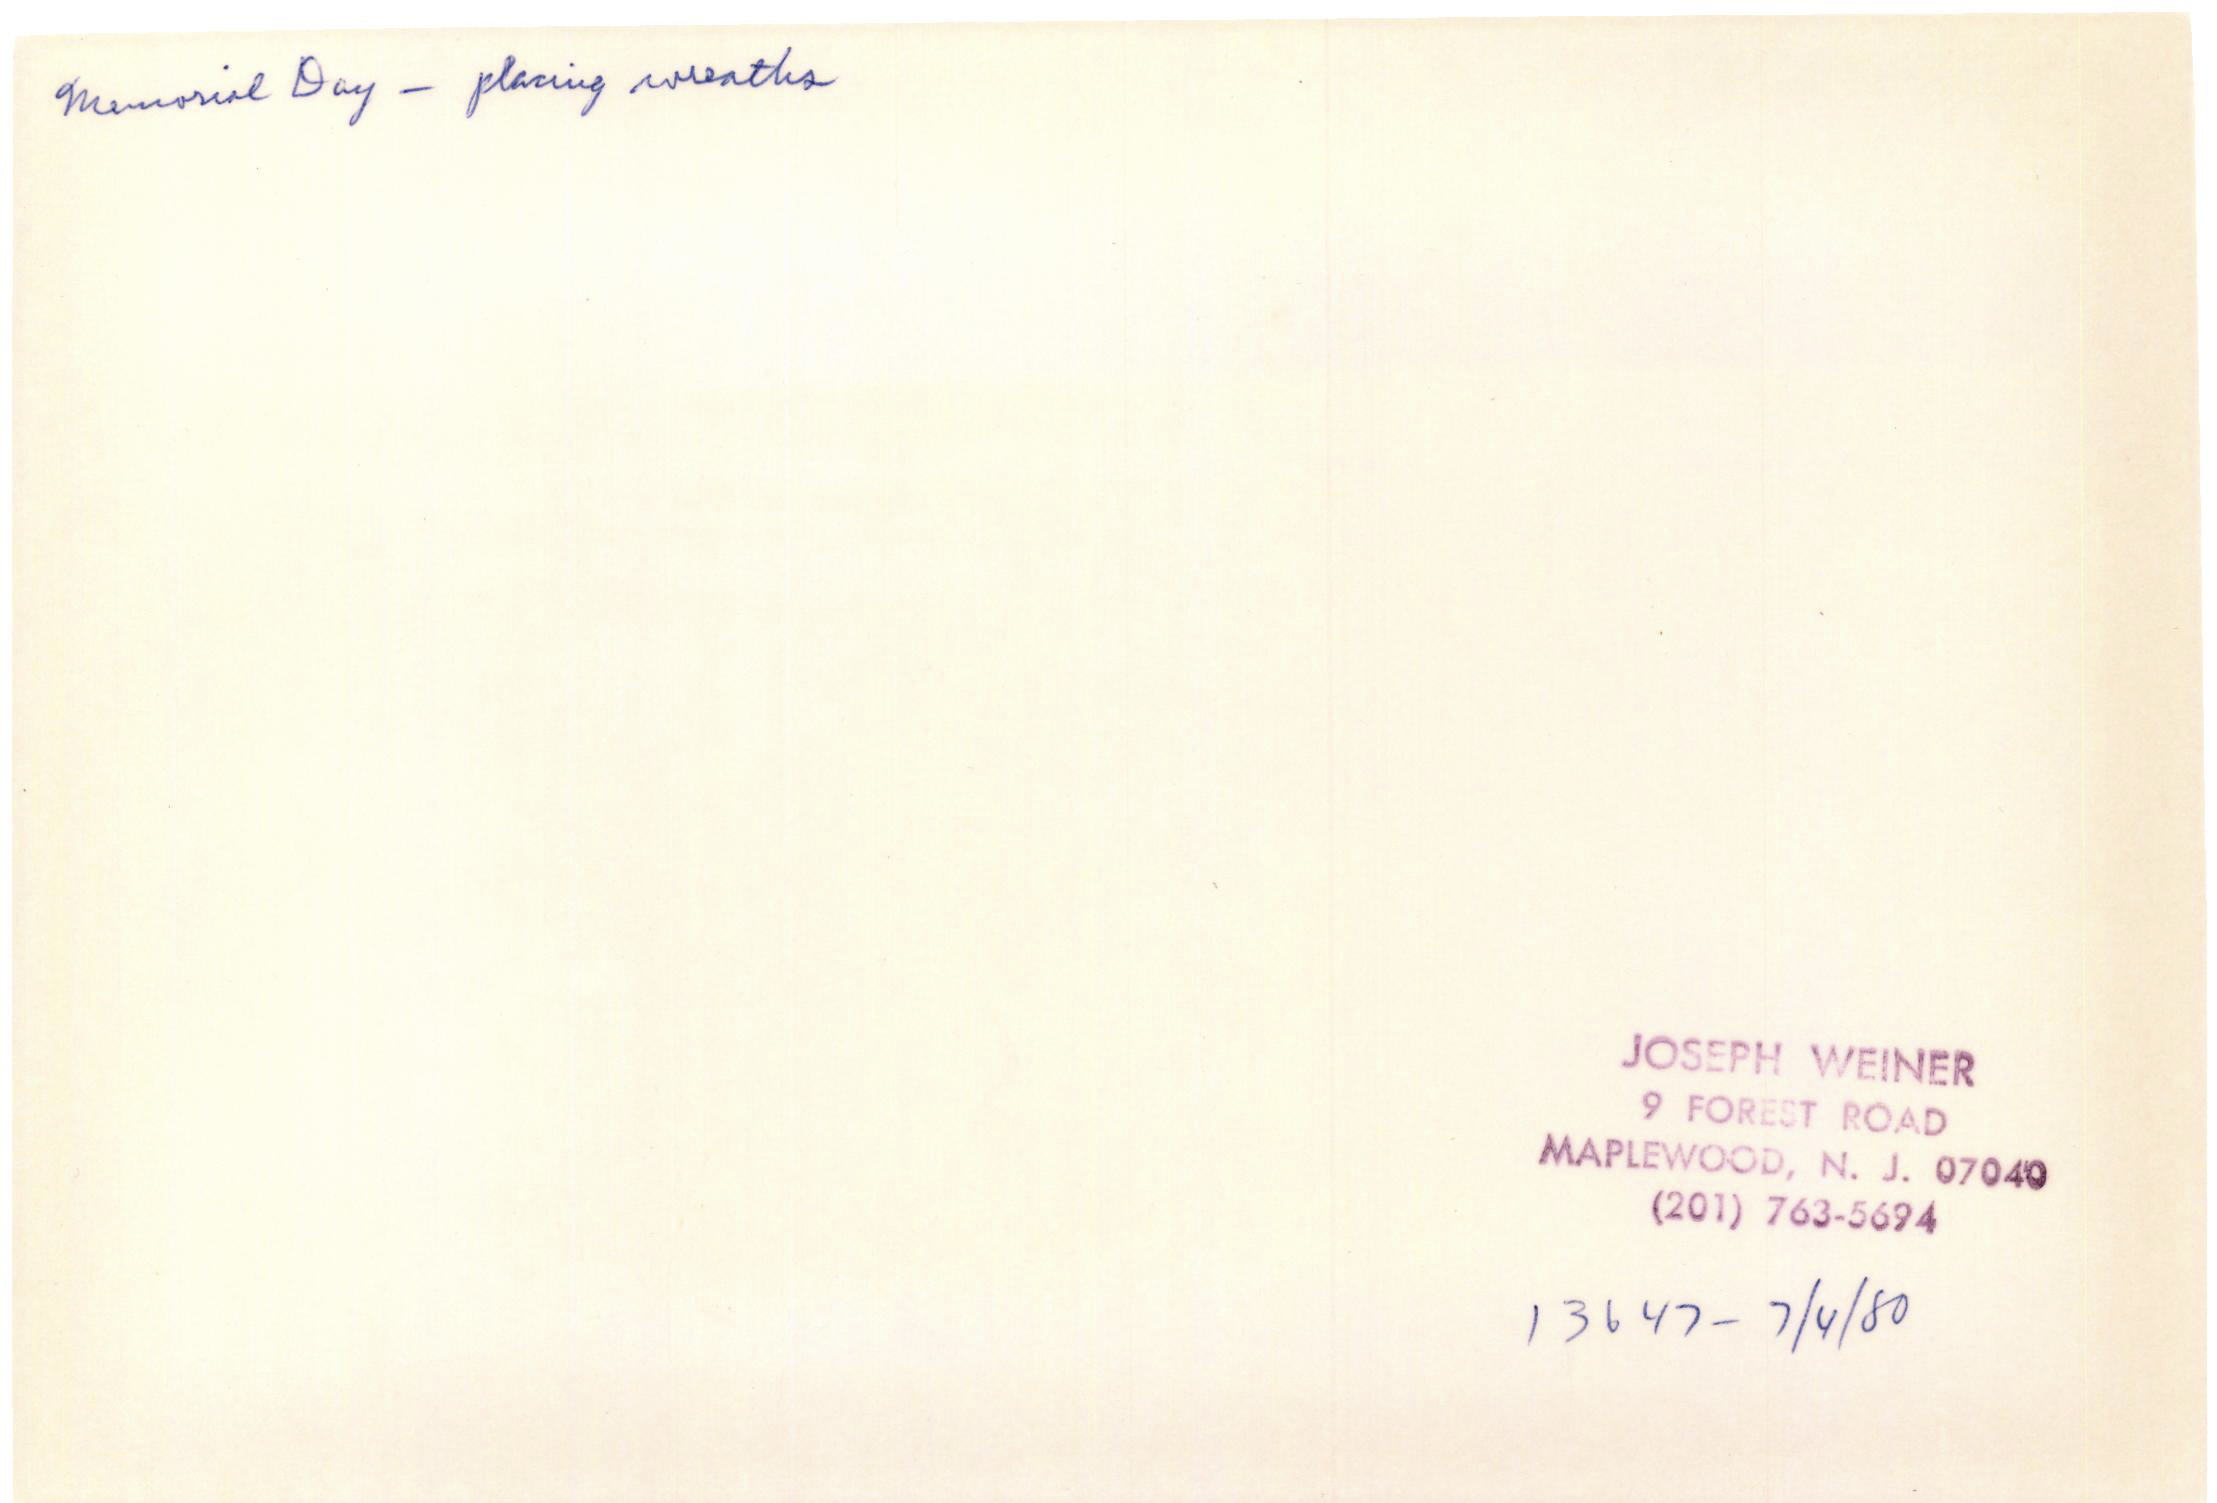 Memorial Day – placing wreaths
JOSEPH WEINER
9 FOREST ROAD
MAPLEWOOD, N. J. 07040
(201) 763-5694
13647 – 7/4/80